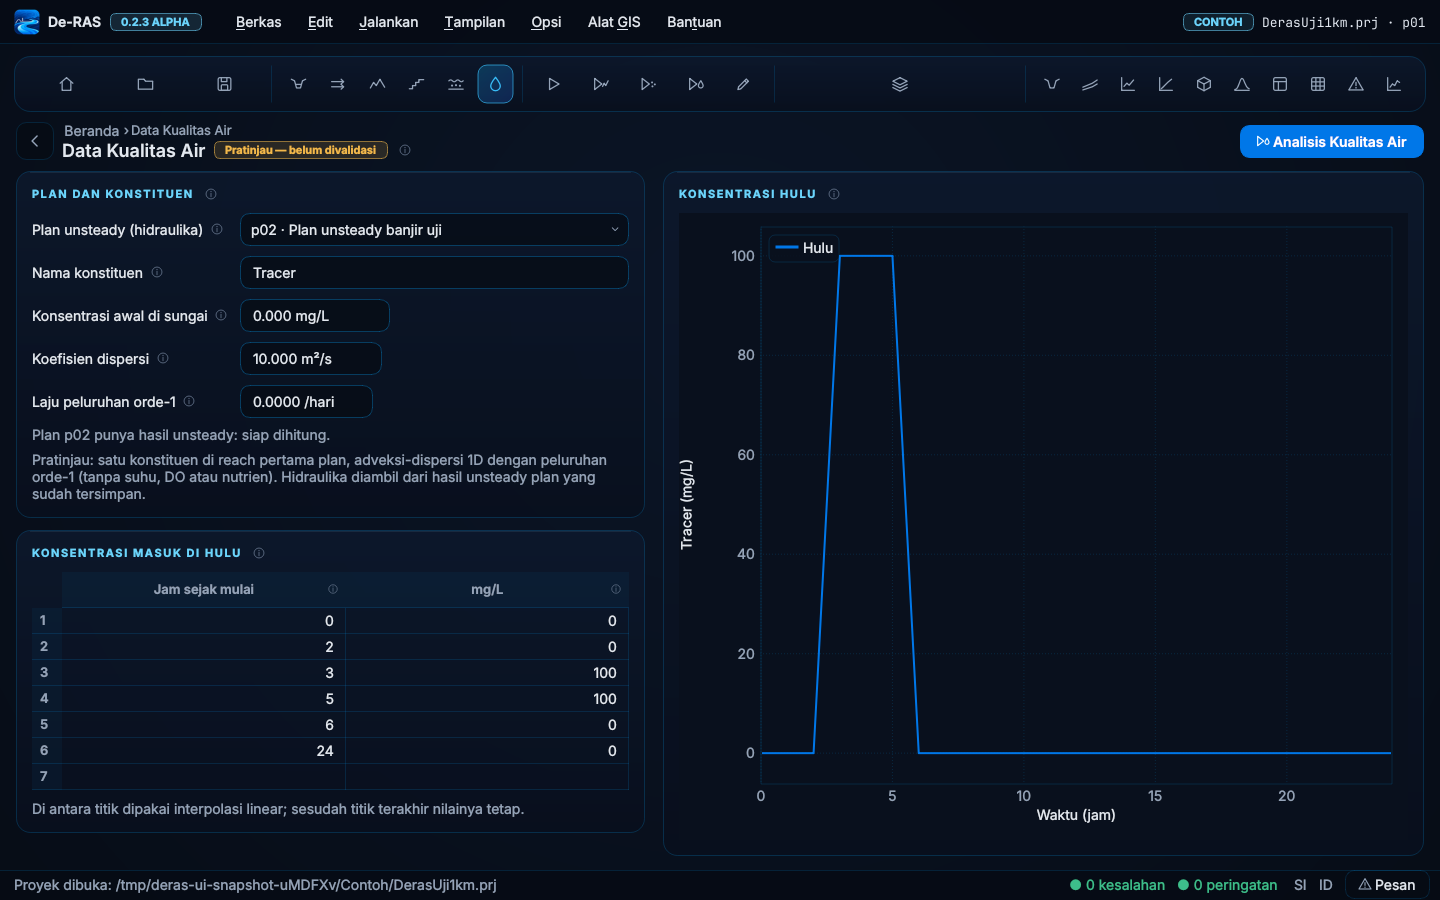 De-RAS 0.2.3 ALPHA Berkas Edit Jalankan Tampilan Opsi Alat GIS Bantuan CONTOH DerasUji1km.prj · p01
Beranda › Data Kualitas Air
Data Kualitas Air Pratinjau — belum divalidasi
Analisis Kualitas Air
PLAN DAN KONSTITUEN
Plan unsteady (hidraulika) p02 · Plan unsteady banjir uji
Nama konstituen Tracer
Konsentrasi awal di sungai 0.000 mg/L
Koefisien dispersi 10.000 m²/s
Laju peluruhan orde-1 0.0000 /hari
Plan p02 punya hasil unsteady: siap dihitung.
Pratinjau: satu konstituen di reach pertama plan, adveksi-dispersi 1D dengan peluruhan
orde-1 (tanpa suhu, DO atau nutrien). Hidraulika diambil dari hasil unsteady plan yang
sudah tersimpan.
KONSENTRASI MASUK DI HULU
Jam sejak mulai mg/L
1 0 0
2 2 0
3 3 100
4 5 100
5 6 0
6 24 0
7
Di antara titik dipakai interpolasi linear; sesudah titik terakhir nilainya tetap.
KONSENTRASI HULU
Hulu
Tracer (mg/L)
100
80
60
40
20
0
0 5 10 15 20
Waktu (jam)
Proyek dibuka: /tmp/deras-ui-snapshot-uMDFXv/Contoh/DerasUji1km.prj
0 kesalahan 0 peringatan SI ID Pesan